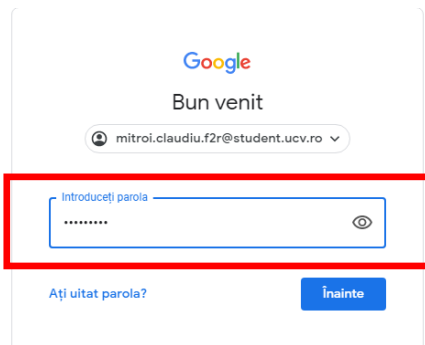 Google
Bun venit
mitroi.claudiu.f2r@student.ucv.ro
Introduceți parola
•••••••••
Ați uitat parola?
Înainte